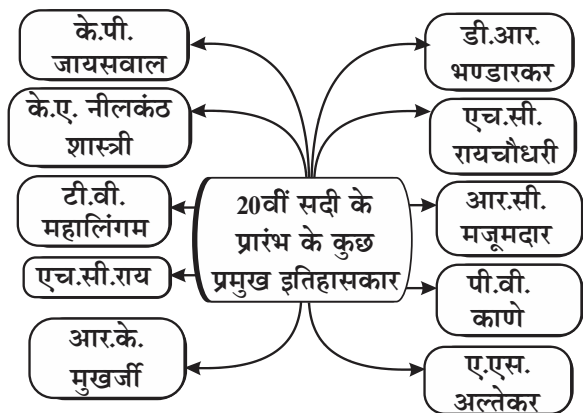 के.पी.
जायसवाल
के.ए. नीलकंठ
शास्त्री
टी.वी.
महालिंगम
एच.सी.राय
आर.के.
मुखर्जी
20वीं सदी के
प्रारंभ के कुछ
प्रमुख इतिहासकार
डी.आर.
भण्डारकर
एच.सी.
रायचौधरी
आर.सी.
मजूमदार
पी.वी.
काणे
ए.एस.
अल्तेकर